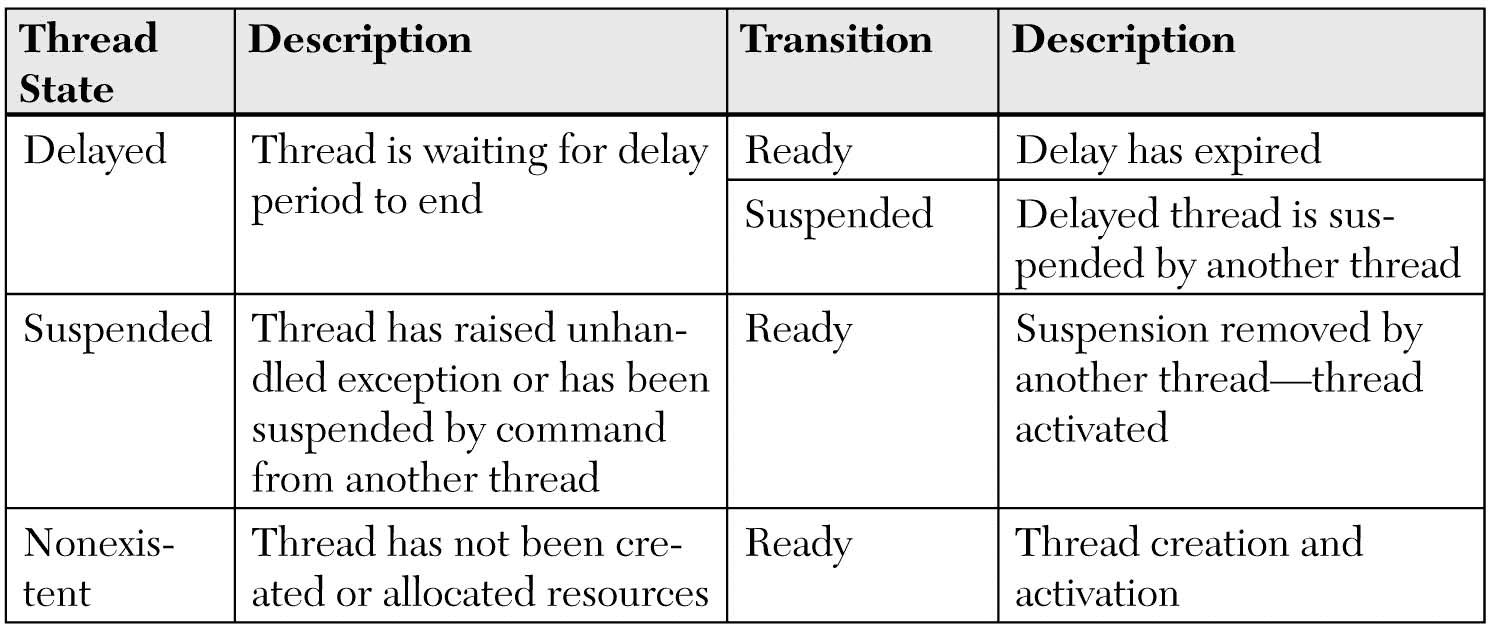 Thread State
Description
Transition
Description
Delayed
Thread is waiting for delay
period to end
Ready
Delay has expired
Suspended
Delayed thread is sus-
pended by another thread
Suspended
Thread has raised unhan-
dled exception or has been
suspended by command
from another thread
Ready
Suspension removed by
another thread—thread
activated
Nonexis-
tent
Thread has not been cre-
ated or allocated resources
Ready
Thread creation and
activation